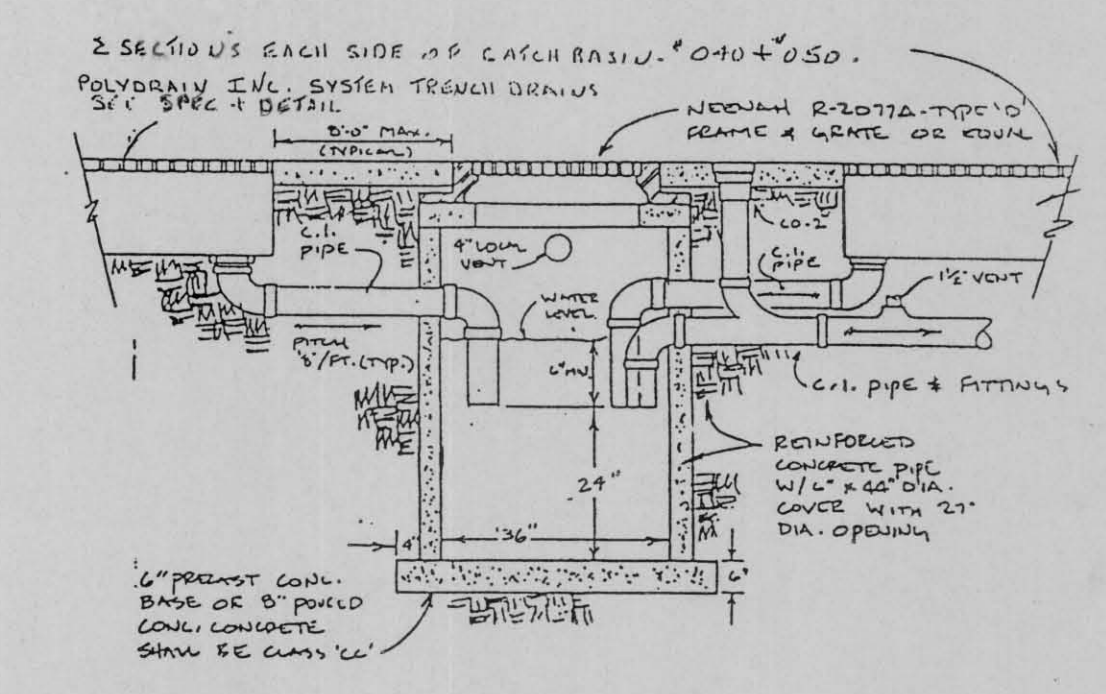 2 SECTIONS EACH SIDE OF CATCH BASIN. #040 + #050.
POLYDRAIN INC. SYSTEM TRENCH DRAINS
SEE SPEC + DETAIL
8'-0" MAX.
(TYPICAL)
NEENAH R-2077A-TYPE 'D'
FRAME & GRATE OR EQUAL
C.I.
PIPE
4" LOCAL
VENT
WATER
LEVEL
CO-2
C.I.
PIPE
1½" VENT
PITCH
⅛"/FT. (TYP.)
6" MIN
C.I. PIPE & FITTINGS
REINFORCED
CONCRETE PIPE
W/6" x 44" DIA.
COVER WITH 27"
DIA. OPENING
24"
4"
36"
6"
6" PRECAST CONC.
BASE OR 8" POURED
CONC. CONCRETE
SHALL BE CLASS 'CC'